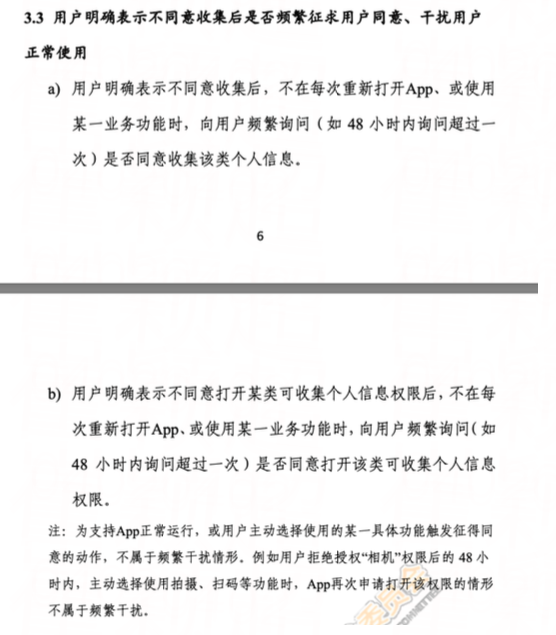 3.3 用户明确表示不同意收集后是否频繁征求用户同意、干扰用户
正常使用
a) 用户明确表示不同意收集后，不在每次重新打开App、或使用
某一业务功能时，向用户频繁询问（如 48 小时内询问超过一
次）是否同意收集该类个人信息。
6
b) 用户明确表示不同意打开某类可收集个人信息权限后，不在每
次重新打开App、或使用某一业务功能时，向用户频繁询问（如
48 小时内询问超过一次）是否同意打开该类可收集个人信息
权限。
注：为支持App正常运行，或用户主动选择使用的某一具体功能触发征得同
意的动作，不属于频繁干扰情形。例如用户拒绝授权“相机”权限后的 48 小
时内，主动选择使用拍摄、扫码等功能时，App再次申请打开该权限的情形
不属于频繁干扰。
委员会